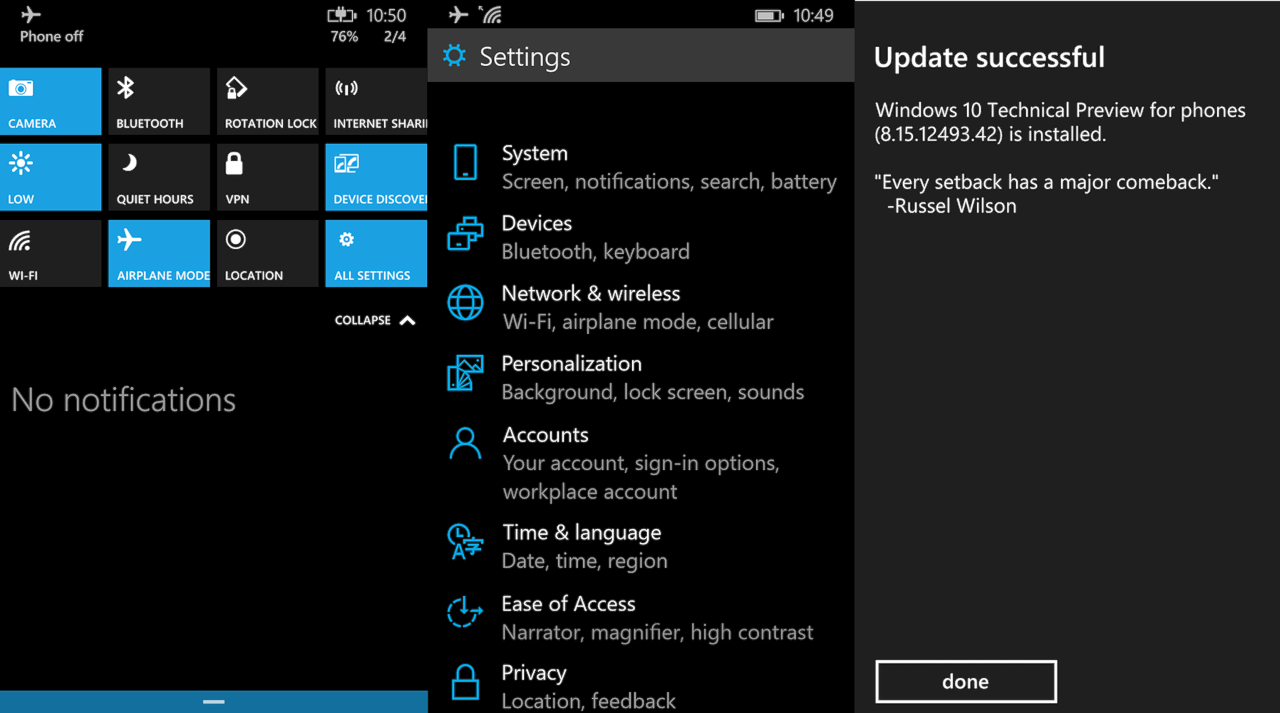 Phone off
10:50
76% 2/4
CAMERA
BLUETOOTH
ROTATION LOCK
INTERNET SHARI
LOW
QUIET HOURS
VPN
DEVICE DISCOVE
WI-FI
AIRPLANE MODE
LOCATION
ALL SETTINGS
COLLAPSE
No notifications
10:49
Settings
System
Screen, notifications, search, battery
Devices
Bluetooth, keyboard
Network & wireless
Wi-Fi, airplane mode, cellular
Personalization
Background, lock screen, sounds
Accounts
Your account, sign-in options,
workplace account
Time & language
Date, time, region
Ease of Access
Narrator, magnifier, high contrast
Privacy
Location, feedback
Update successful
Windows 10 Technical Preview for phones
(8.15.12493.42) is installed.
"Every setback has a major comeback."
-Russel Wilson
done